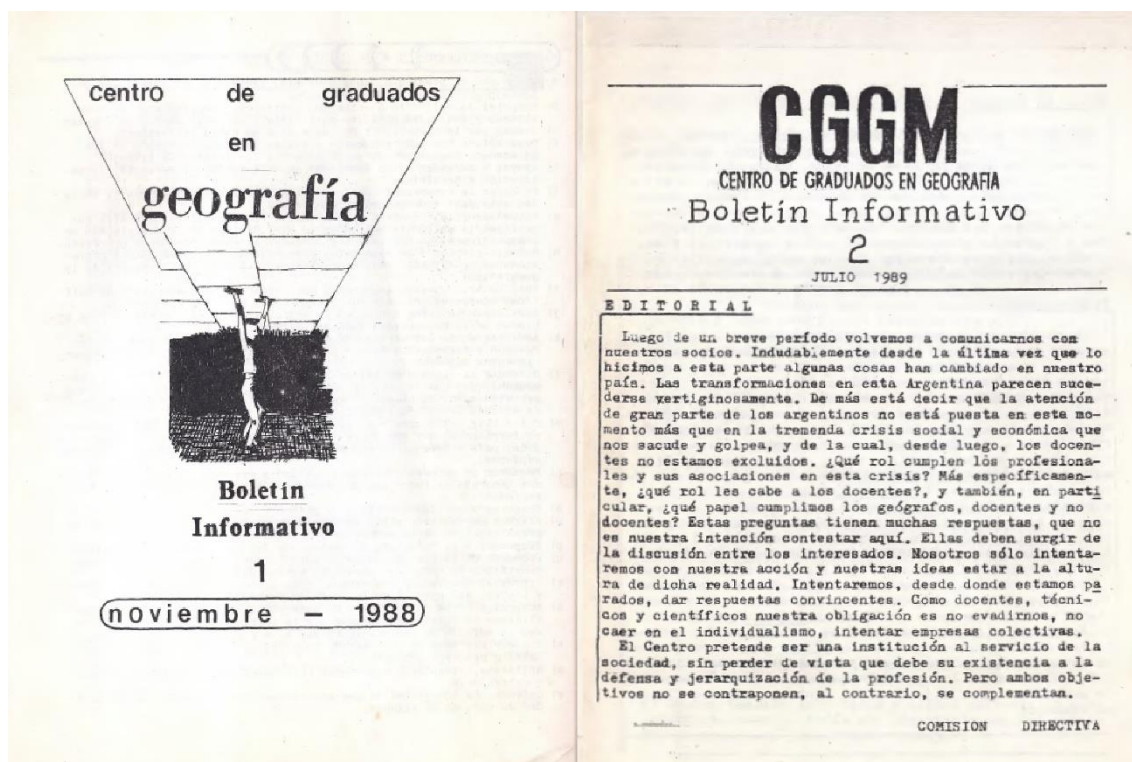 centro de graduados
en
geografía
Boletín
Informativo
1
noviembre — 1988
CGGM
CENTRO DE GRADUADOS EN GEOGRAFIA
Boletín Informativo
2
JULIO 1989
EDITORIAL
Luego de un breve período volvemos a comunicarnos con
nuestros socios. Indudablemente desde la última vez que lo
hicimos a esta parte algunas cosas han cambiado en nuestro
país. Las transformaciones en esta Argentina parecen suce-
derse vertiginosamente. De más está decir que la atención
de gran parte de los argentinos no está puesta en este mo-
mento más que en la tremenda crisis social y económica que
nos sacude y golpea, y de la cual, desde luego, los docen-
tes no estamos excluidos. ¿Qué rol cumplen los profesiona-
les y sus asociaciones en esta crisis? Más específicamen-
te, ¿qué rol les cabe a los docentes?, y también, en parti
cular, ¿qué papel cumplimos los geógrafos, docentes y no
docentes? Estas preguntas tienen muchas respuestas, que no
es nuestra intención contestar aquí. Ellas deben surgir de
la discusión entre los interesados. Nosotros sólo intenta-
remos con nuestra acción y nuestras ideas estar a la altu-
ra de dicha realidad. Intentaremos, desde donde estamos pa
rados, dar respuestas convincentes. Como docentes, técni-
cos y científicos nuestra obligación es no evadirnos, no
caer en el individualismo, intentar empresas colectivas.
El Centro pretende ser una institución al servicio de la
sociedad, sin perder de vista que debe su existencia a la
defensa y jerarquización de la profesión. Pero ambos obje-
tivos no se contraponen, al contrario, se complementan.
COMISION DIRECTIVA